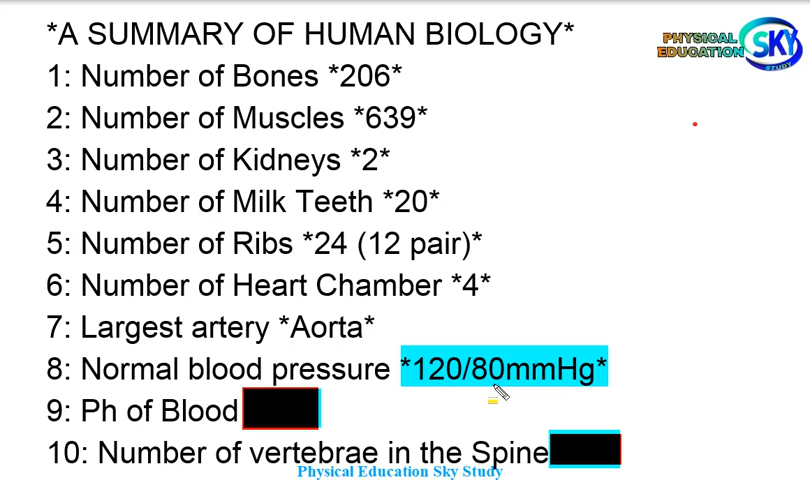 *A SUMMARY OF HUMAN BIOLOGY*
PHYSICAL
EDUCATION
SKY
STUDY
1: Number of Bones *206*
2: Number of Muscles *639*
3: Number of Kidneys *2*
4: Number of Milk Teeth *20*
5: Number of Ribs *24 (12 pair)*
6: Number of Heart Chamber *4*
7: Largest artery *Aorta*
8: Normal blood pressure *120/80mmHg*
9: Ph of Blood
10: Number of vertebrae in the Spine
Physical Education Sky Study